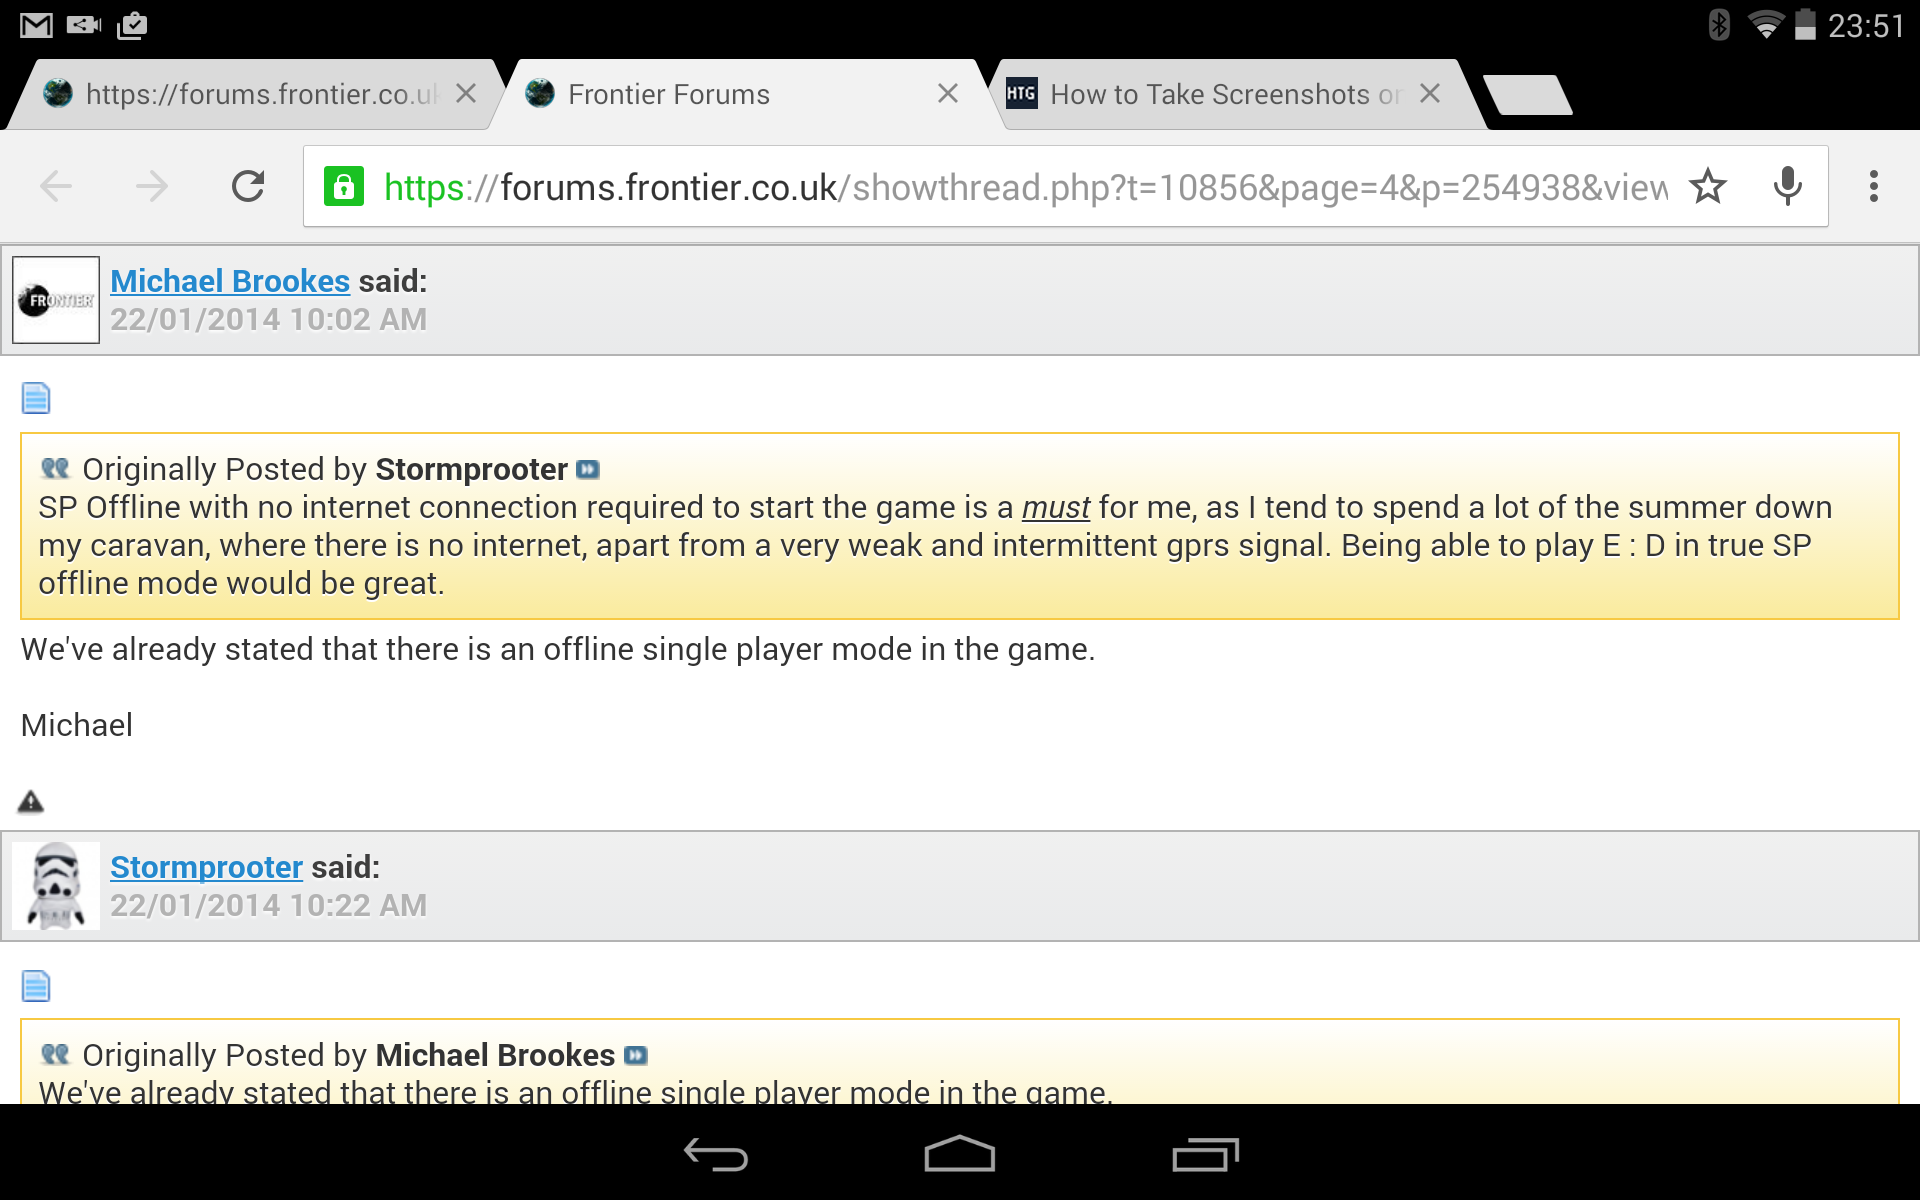 23:51
https://forums.frontier.co.uk
Frontier Forums
HTG How to Take Screenshots or
https://forums.frontier.co.uk/showthread.php?t=10856&page=4&p=254938&view
FRONTIER
Michael Brookes said:
22/01/2014 10:02 AM
Originally Posted by Stormprooter
SP Offline with no internet connection required to start the game is a must for me, as I tend to spend a lot of the summer down
my caravan, where there is no internet, apart from a very weak and intermittent gprs signal. Being able to play E : D in true SP
offline mode would be great.
We've already stated that there is an offline single player mode in the game.
Michael
Stormprooter said:
22/01/2014 10:22 AM
Originally Posted by Michael Brookes
We've already stated that there is an offline single player mode in the game.